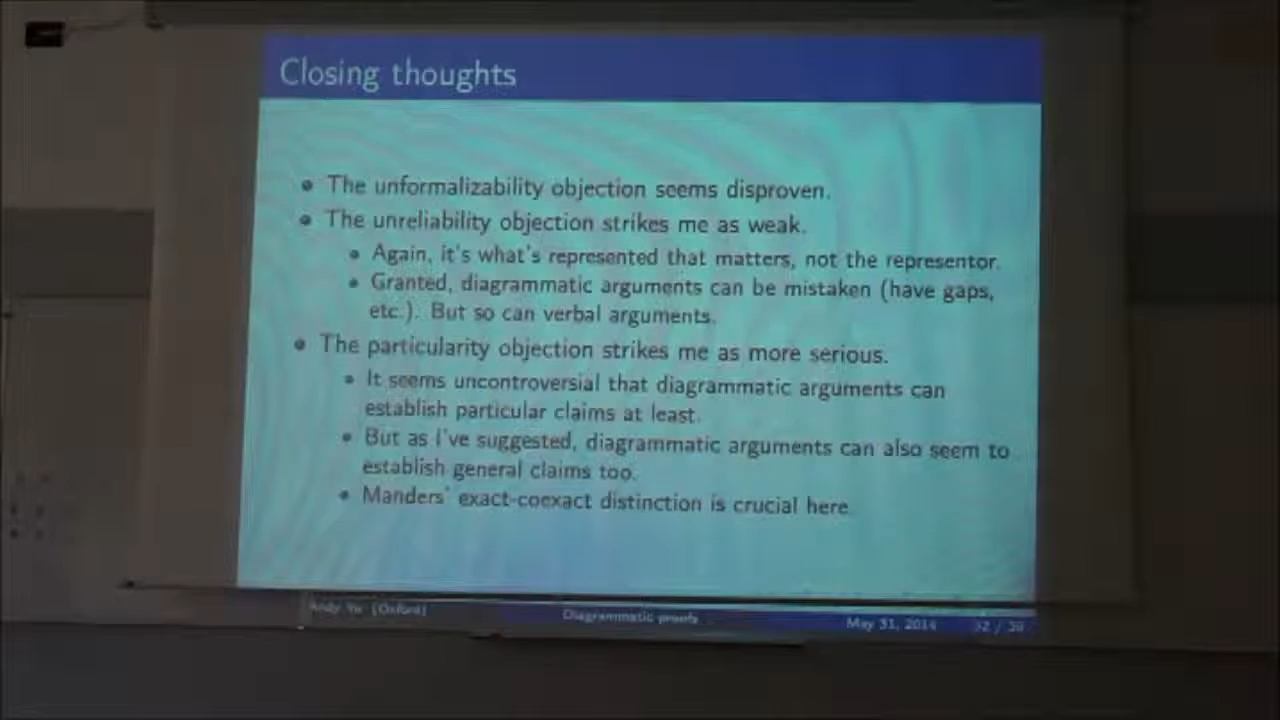 Closing thoughts
The unformalizability objection seems disproven.
The unreliability objection strikes me as weak.
Again, it's what's represented that matters, not the representor.
Granted, diagrammatic arguments can be mistaken (have gaps,
etc.). But so can verbal arguments.
The particularity objection strikes me as more serious.
It seems uncontroversial that diagrammatic arguments can
establish particular claims at least.
But as I've suggested, diagrammatic arguments can also seem to
establish general claims too.
Manders' exact-coexact distinction is crucial here.
Andy Yu (Oxford)
Diagrammatic proofs
May 31, 2014